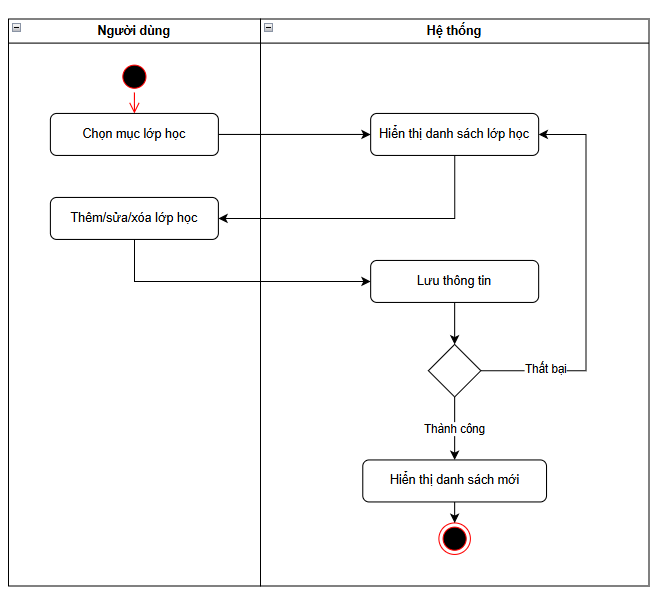 Người dùng
Hệ thống
Chọn mục lớp học
Hiển thị danh sách lớp học
Thêm/sửa/xóa lớp học
Lưu thông tin
Thất bại
Thành công
Hiển thị danh sách mới